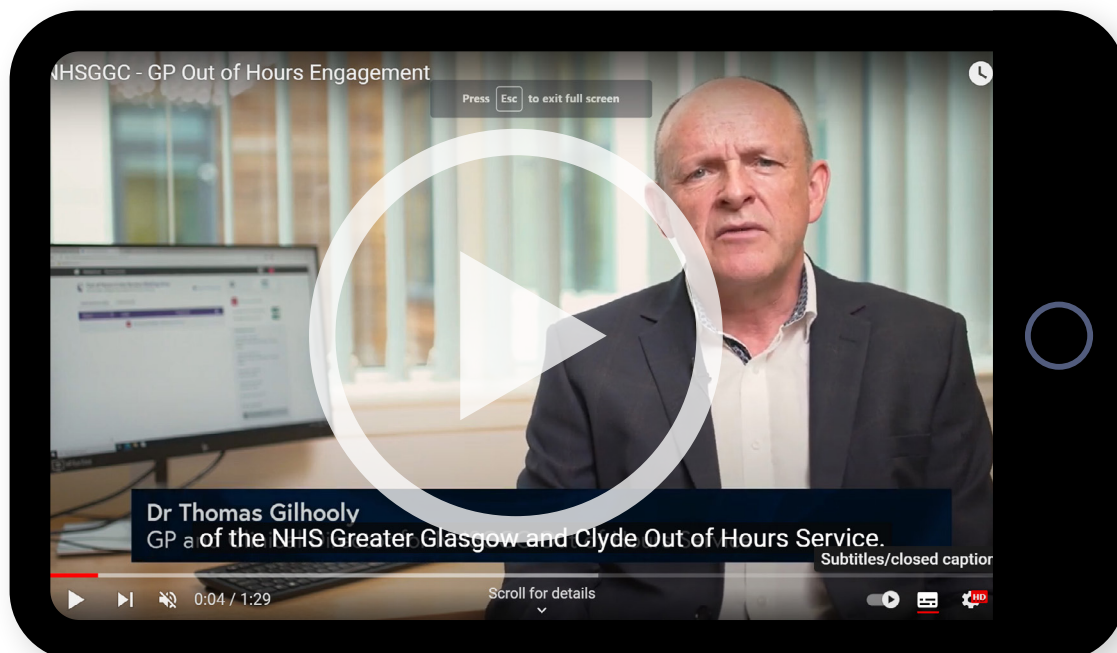 NHSGGC - GP Out of Hours Engagement
Press Esc to exit full screen
Dr Thomas Gilhooly
GP a
of the NHS Greater Glasgow and Clyde Out of Hours Service.
Subtitles/closed caption
0:04 / 1:29
Scroll for details
HD